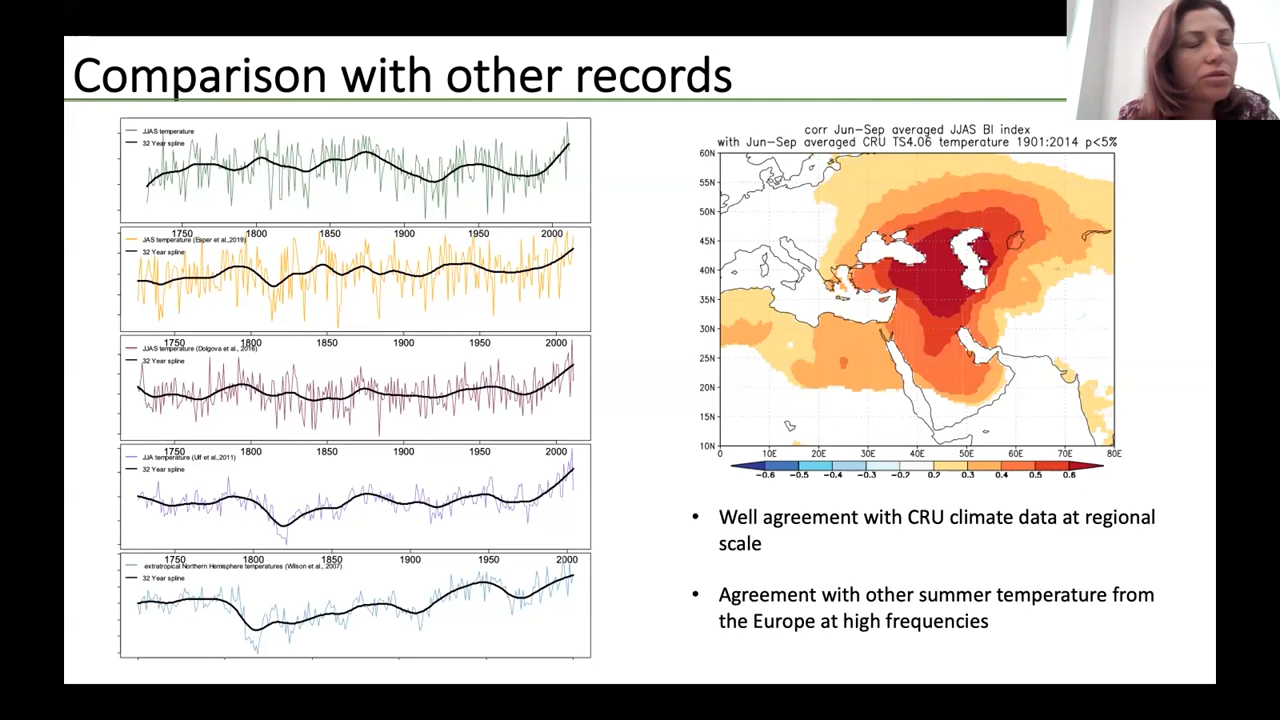 Comparison with other records
JJAS temperature
32 Year spline
1750 1800 1850 1900 1950 2000
JAS temperature (Esper et al.,2019)
32 Year spline
1750 1800 1850 1900 1950 2000
JJAS temperature (Dolgova et al., 2016)
32 Year spline
1750 1800 1850 1900 1950 2000
JJA temperature (Ulf et al.,2011)
32 Year spline
1750 1800 1850 1900 1950 2000
extratropical Northern Hemisphere temperatures (Wilson et al., 2007)
32 Year spline
corr Jun-Sep averaged JJAS BI index
with Jun-Sep averaged CRU TS4.06 temperature 1901:2014 p<5%
60N
55N
50N
45N
40N
35N
30N
25N
20N
15N
10N
0 10E 20E 30E 40E 50E 60E 70E 80E
-0.6 -0.5 -0.4 -0.3 -0.2 0.2 0.3 0.4 0.5 0.6
• Well agreement with CRU climate data at regional
scale
• Agreement with other summer temperature from
the Europe at high frequencies